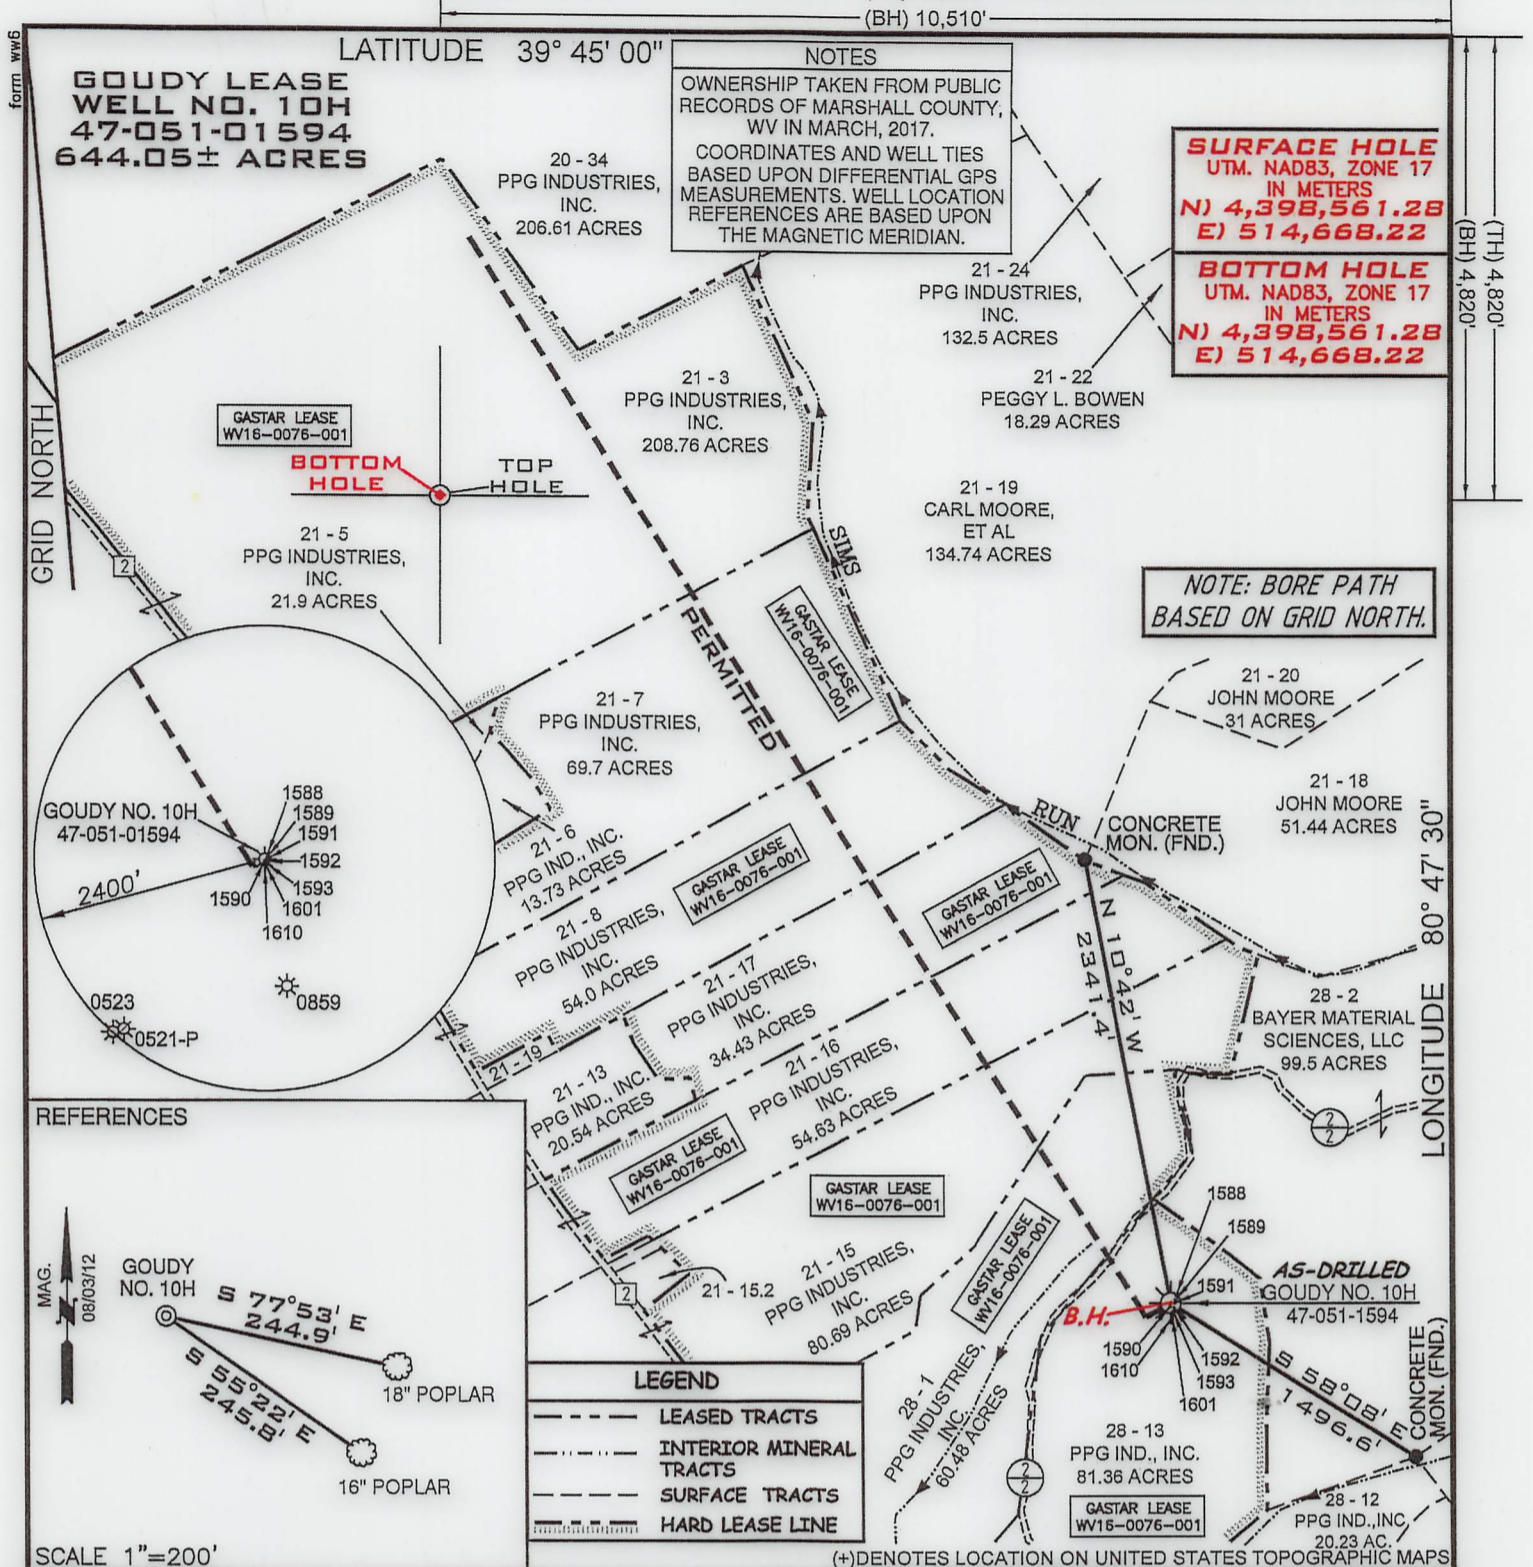 (BH) 10,510'
form ww6
LATITUDE 39° 45' 00"
GOUDY LEASE
WELL NO. 10H
47-051-01594
644.05± ACRES
NOTES
OWNERSHIP TAKEN FROM PUBLIC
RECORDS OF MARSHALL COUNTY,
WV IN MARCH, 2017.
COORDINATES AND WELL TIES
BASED UPON DIFFERENTIAL GPS
MEASUREMENTS. WELL LOCATION
REFERENCES ARE BASED UPON
THE MAGNETIC MERIDIAN.
SURFACE HOLE
UTM. NAD83, ZONE 17
IN METERS
N) 4,398,561.28
E) 514,668.22
BOTTOM HOLE
UTM. NAD83, ZONE 17
IN METERS
N) 4,398,561.28
E) 514,668.22
(TH) 4,820'
(BH) 4,820'
20 - 34
PPG INDUSTRIES,
INC.
206.61 ACRES
21 - 24
PPG INDUSTRIES,
INC.
132.5 ACRES
21 - 22
PEGGY L. BOWEN
18.29 ACRES
21 - 3
PPG INDUSTRIES,
INC.
208.76 ACRES
GRID NORTH
GASTAR LEASE
WV16-0076-001
BOTTOM
HOLE
TOP
HOLE
21 - 19
CARL MOORE,
ET AL
134.74 ACRES
21 - 5
PPG INDUSTRIES,
INC.
21.9 ACRES
2
SIMS
NOTE: BORE PATH
BASED ON GRID NORTH.
GASTAR LEASE
WV16-0076-001
PERMITTED
21 - 20
JOHN MOORE
31 ACRES
21 - 7
PPG INDUSTRIES,
INC.
69.7 ACRES
21 - 18
JOHN MOORE
51.44 ACRES
RUN
CONCRETE
MON. (FND.)
LONGITUDE 80° 47' 30"
GOUDY NO. 10H
47-051-01594
1588
1589
1591
1592
1593
1590
1601
1610
2400'
0859
0523
0521-P
21 - 6
PPG IND., INC.
13.73 ACRES
GASTAR LEASE
WV16-0076-001
GASTAR LEASE
WV16-0076-001
21 - 8
PPG INDUSTRIES,
INC.
54.0 ACRES
N 10°42' W
2341.4'
21 - 17
PPG INDUSTRIES,
INC.
34.43 ACRES
28 - 2
BAYER MATERIAL
SCIENCES, LLC
99.5 ACRES
21 - 19
21 - 13
PPG IND., INC.
20.54 ACRES
21 - 16
PPG INDUSTRIES,
INC.
54.63 ACRES
2
2
GASTAR LEASE
WV16-0076-001
GASTAR LEASE
WV16-0076-001
GASTAR LEASE
WV16-0076-001
21 - 15
PPG INDUSTRIES,
INC.
80.69 ACRES
21 - 15.2
2
1588
1589
1591
AS-DRILLED
GOUDY NO. 10H
47-051-1594
B.H.
1590
1610
1592
1593
1601
S 58°08' E
1496.6'
CONCRETE
MON. (FND.)
28 - 1
PPG INDUSTRIES,
INC.
60.48 ACRES
28 - 13
PPG IND., INC.
81.36 ACRES
GASTAR LEASE
WV16-0076-001
2
2
28 - 12
PPG IND.,INC.
20.23 AC.
REFERENCES
MAG.
08/03/12
GOUDY
NO. 10H
S 77°53' E
244.9'
18" POPLAR
S 55°22' E
245.8'
16" POPLAR
LEGEND
LEASED TRACTS
INTERIOR MINERAL
TRACTS
SURFACE TRACTS
HARD LEASE LINE
SCALE 1"=200'
(+)DENOTES LOCATION ON UNITED STATES TOPOGRAPHIC MAPS